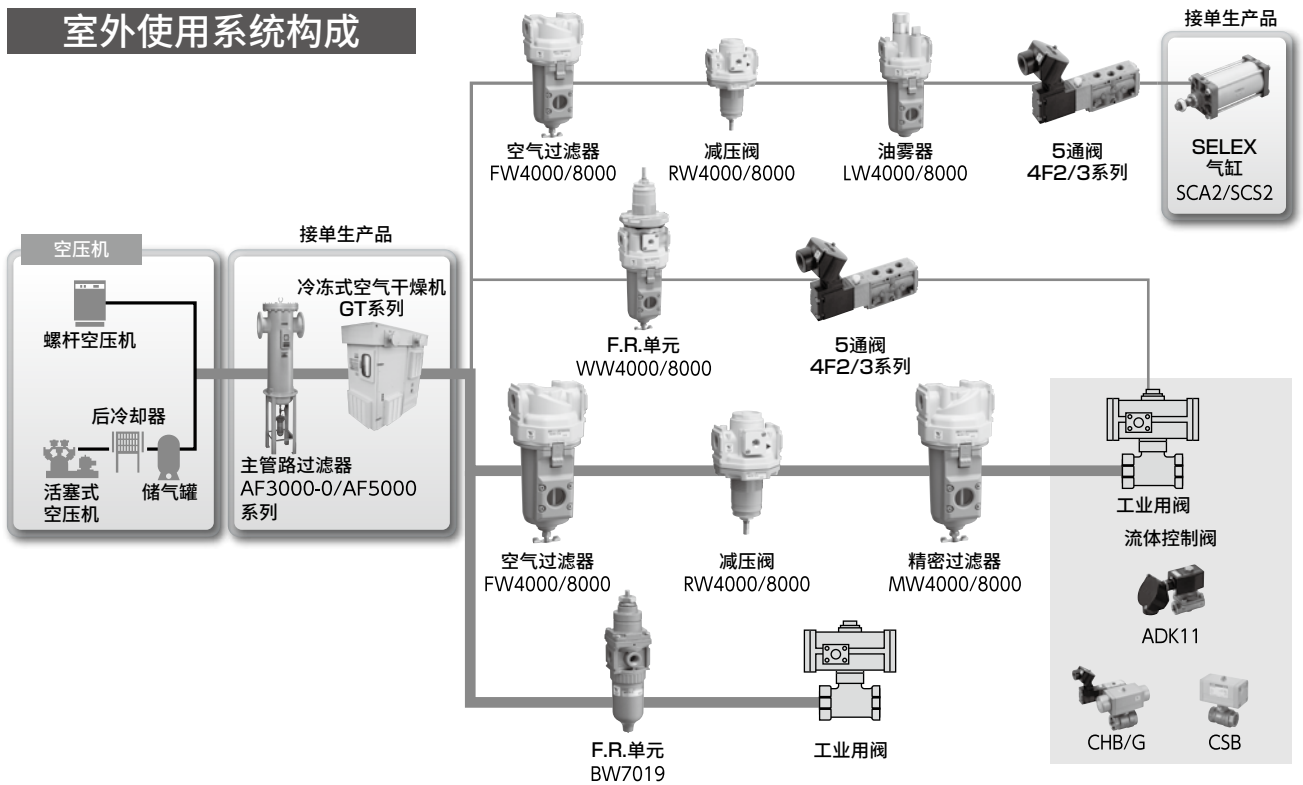 室外使用系统构成
接单生产品
空气过滤器
FW4000/8000
减压阀
RW4000/8000
油雾器
LW4000/8000
5通阀
4F2/3系列
SELEX
气缸
SCA2/SCS2
空压机
螺杆空压机
后冷却器
活塞式
空压机
储气罐
接单生产品
冷冻式空气干燥机
GT系列
主管路过滤器
AF3000-0/AF5000
系列
F.R.单元
WW4000/8000
5通阀
4F2/3系列
空气过滤器
FW4000/8000
减压阀
RW4000/8000
精密过滤器
MW4000/8000
工业用阀
流体控制阀
ADK11
CHB/G
CSB
F.R.单元
BW7019
工业用阀